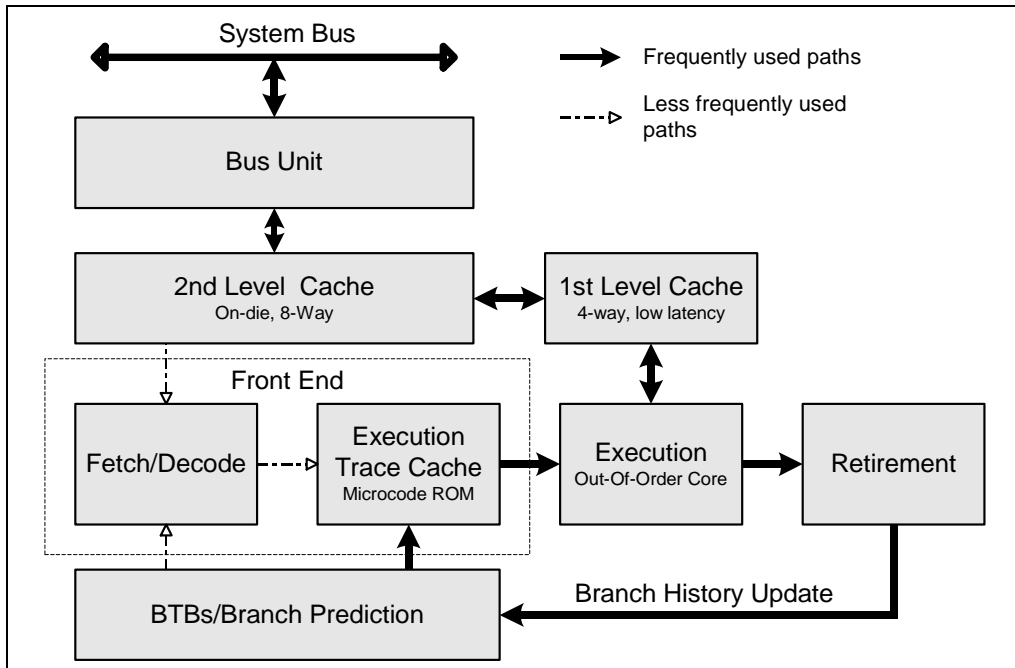 System Bus
Frequently used paths
Less frequently used
paths
Bus Unit
2nd Level Cache
On-die, 8-Way
1st Level Cache
4-way, low latency
Front End
Fetch/Decode
Execution
Trace Cache
Microcode ROM
Execution
Out-Of-Order Core
Retirement
BTBs/Branch Prediction
Branch History Update